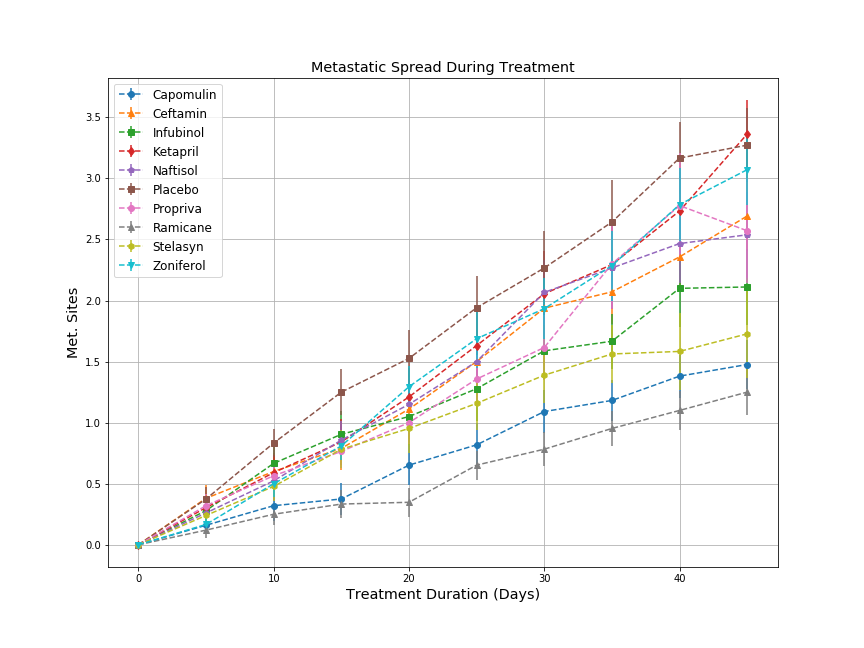 Metastatic Spread During Treatment
Capomulin
Ceftamin
Infubinol
Ketapril
Naftisol
Placebo
Propriva
Ramicane
Stelasyn
Zoniferol
Met. Sites
3.5
3.0
2.5
2.0
1.5
1.0
0.5
0.0
0 10 20 30 40
Treatment Duration (Days)